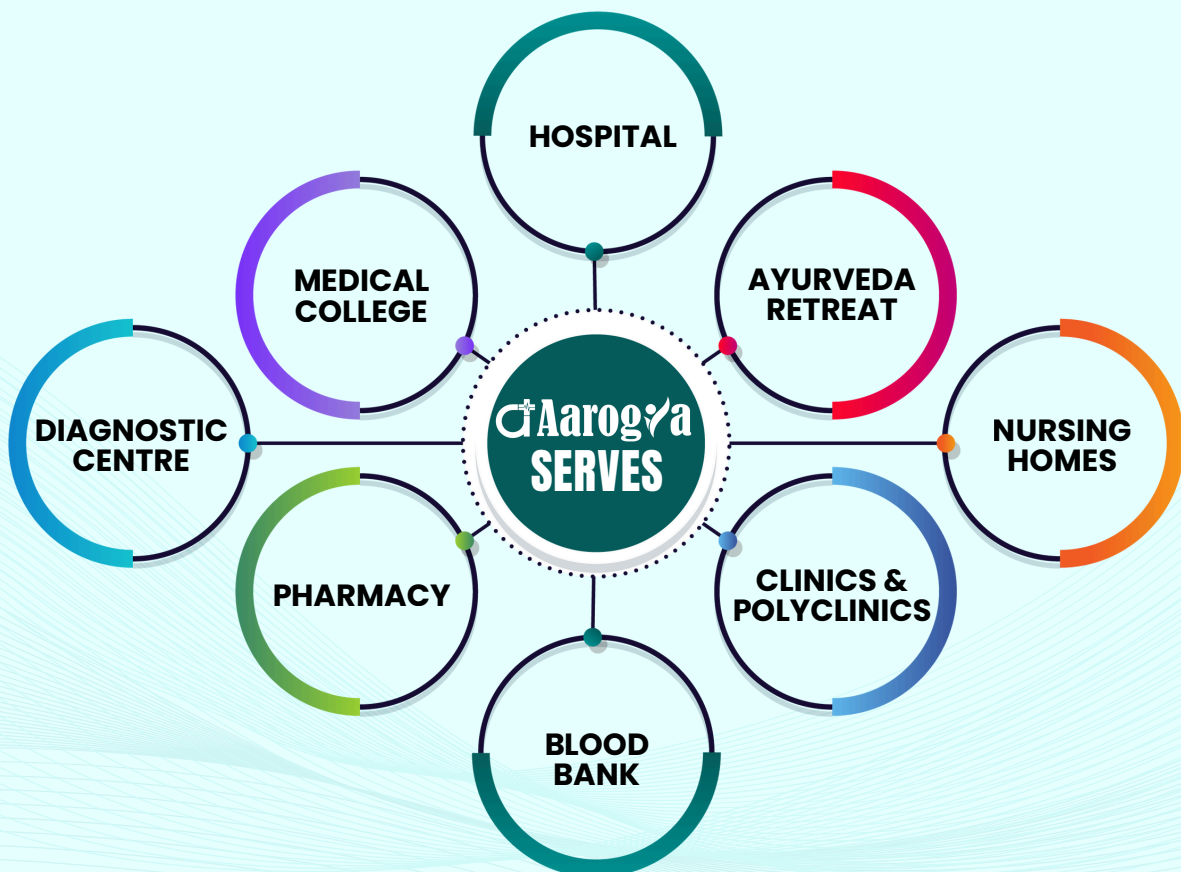 HOSPITAL
MEDICAL
COLLEGE
AYURVEDA
RETREAT
DIAGNOSTIC
CENTRE
Aarogya
SERVES
NURSING
HOMES
PHARMACY
CLINICS &
POLYCLINICS
BLOOD
BANK